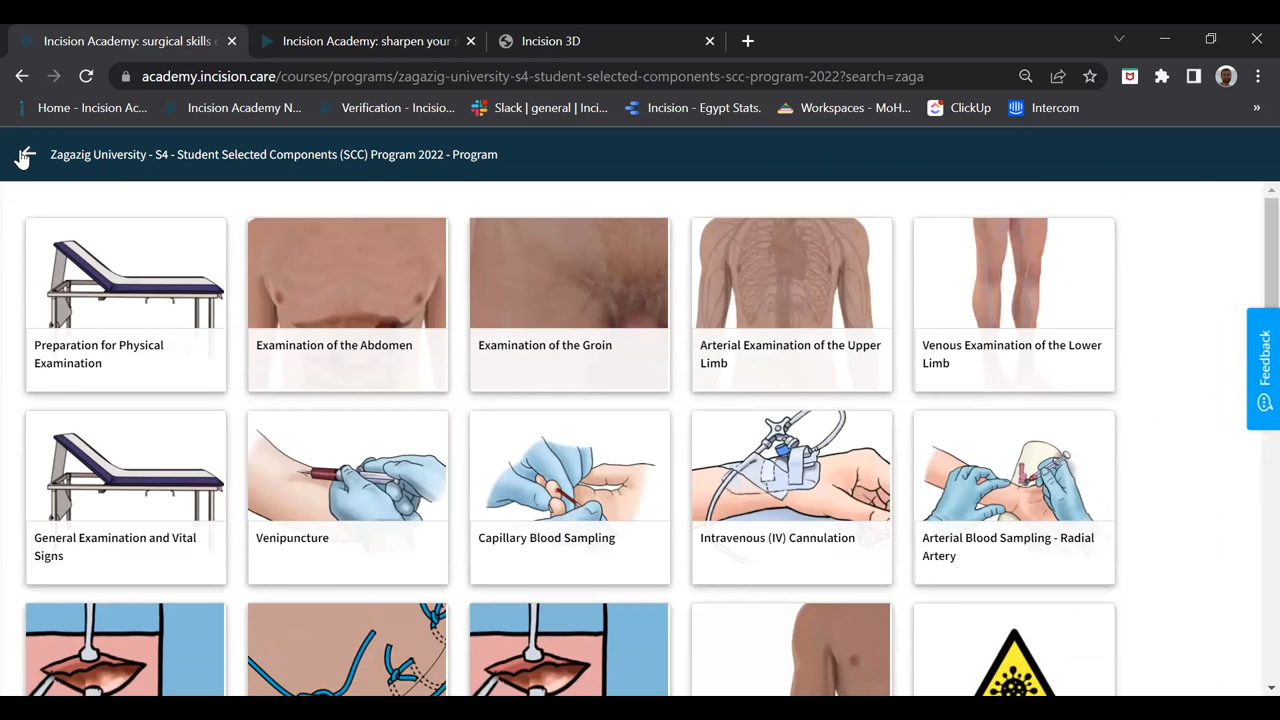 Incision Academy: surgical skills
Incision Academy: sharpen your s
Incision 3D
academy.incision.care/courses/programs/zagazig-university-s4-student-selected-components-scc-program-2022?search=zaga
Home - Incision Ac...
Incision Academy N...
Verification - Incisio...
Slack | general | Inci...
Incision - Egypt Stats.
Workspaces - MoH...
ClickUp
Intercom
»
Zagazig University - S4 - Student Selected Components (SCC) Program 2022 - Program
Preparation for Physical
Examination
Examination of the Abdomen
Examination of the Groin
Arterial Examination of the Upper
Limb
Venous Examination of the Lower
Limb
General Examination and Vital
Signs
Venipuncture
Capillary Blood Sampling
Intravenous (IV) Cannulation
Arterial Blood Sampling - Radial
Artery
Feedback